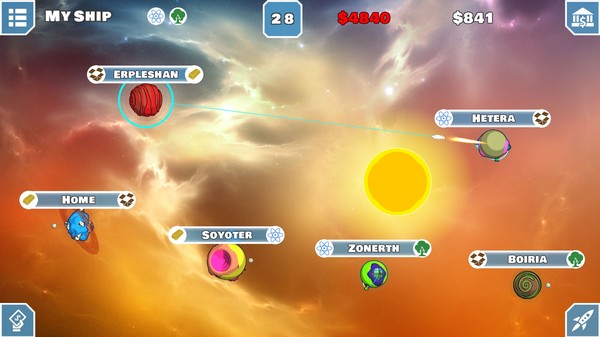 My Ship
28
$4840
$841
Erpleshan
Hetera
Home
Soyoter
Zonerth
Boiria